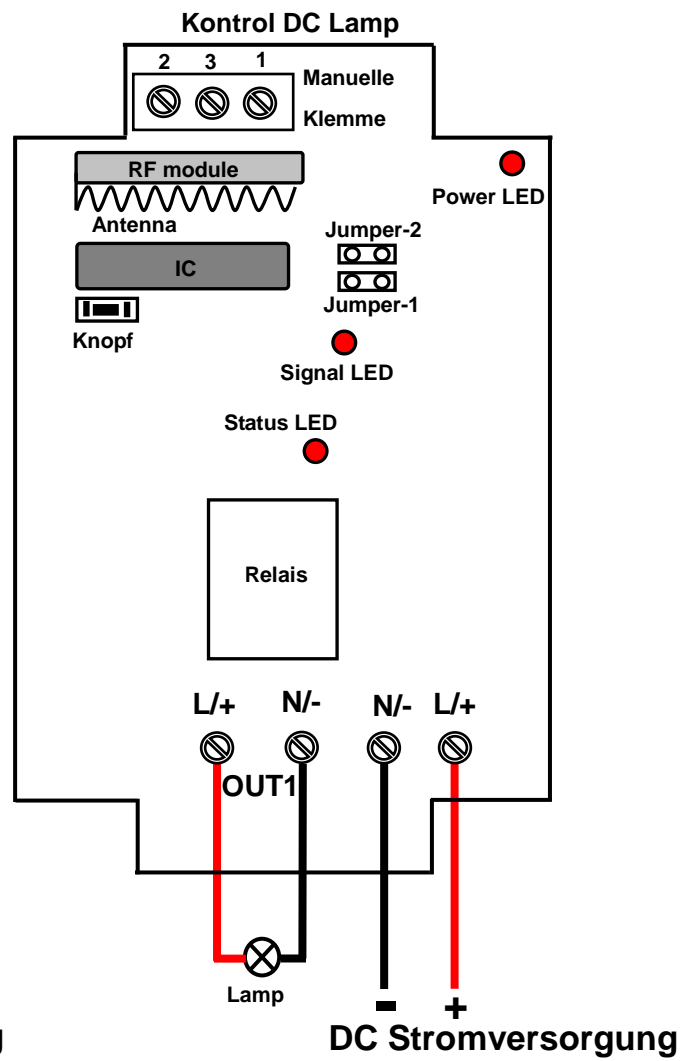 Kontrol DC Lamp
2 3 1
Manuelle
Klemme
RF module
Power LED
Antenna
Jumper-2
IC
Jumper-1
Knopf
Signal LED
Status LED
Relais
L/+ N/- N/- L/+
OUT1
Lamp
- +
DC Stromversorgung